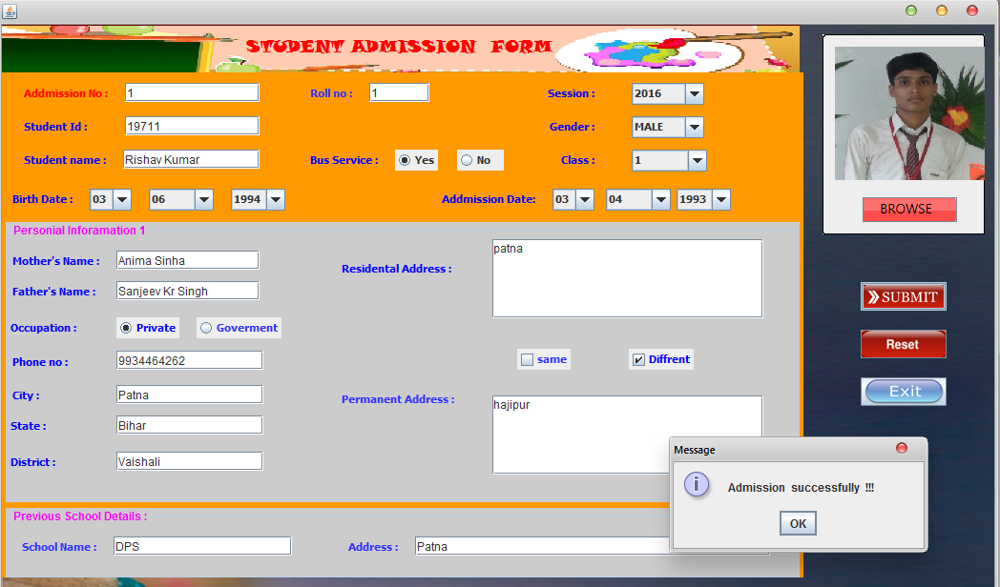 STUDENT ADMISSION FORM
Addmission No : 1 Roll no : 1 Session : 2016
Student Id : 19711 Gender : MALE
Student name : Rishav Kumar Bus Service : Yes No Class : 1
Birth Date : 03 06 1994 Addmission Date: 03 04 1993
BROWSE
Personial Inforamation 1
Mother's Name : Anima Sinha Residental Address : patna
Father's Name : Sanjeev Kr Singh
SUBMIT
Occupation : Private Goverment
Reset
Phone no : 9934464262 same Diffrent
Exit
City : Patna Permanent Address : hajipur
State : Bihar
District : Vaishali
Message
Admission successfully !!!
OK
Previous School Details :
School Name : DPS Address : Patna